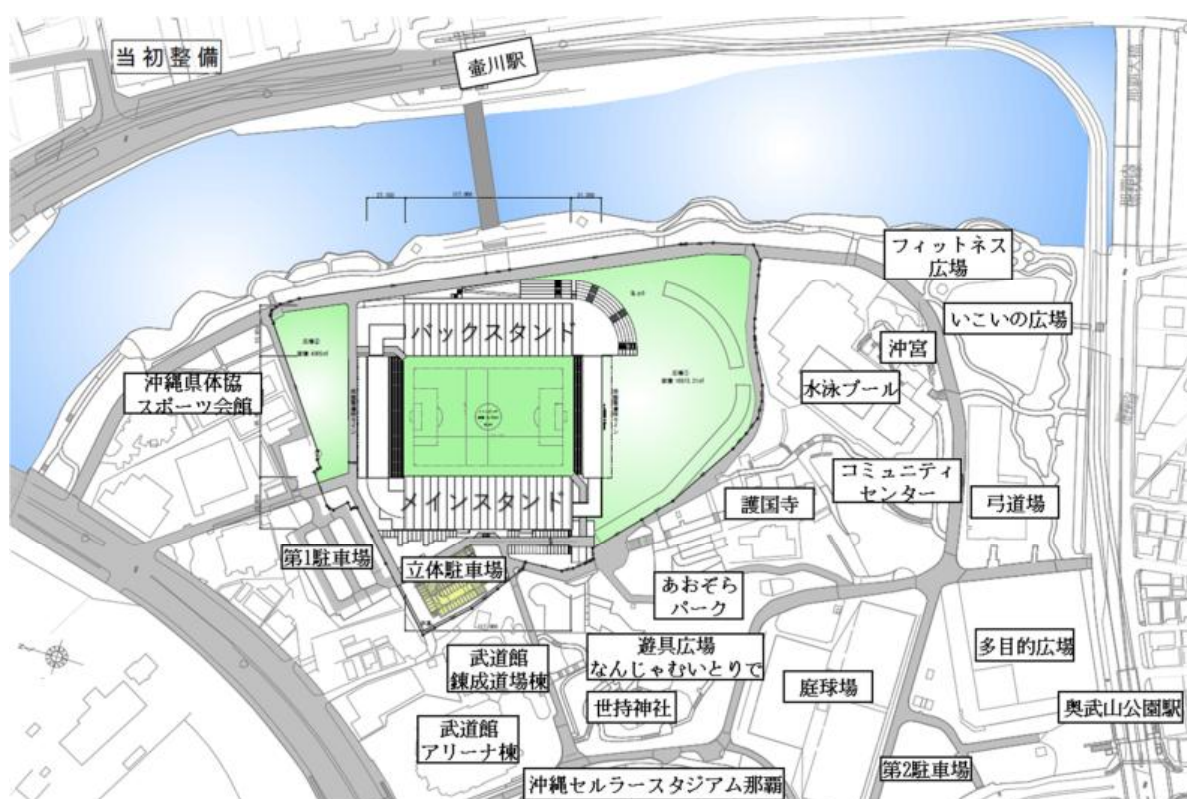 当初整備
壷川駅
フィットネス
広場
いこいの広場
沖宮
水泳プール
バックスタンド
沖縄県体協
スポーツ会館
メインスタンド
コミュニティ
センター
護国寺
弓道場
第1駐車場
立体駐車場
あおぞら
パーク
遊具広場
なんじゃむいとりで
多目的広場
武道館
錬成道場棟
庭球場
世持神社
奥武山公園駅
武道館
アリーナ棟
第2駐車場
沖縄セルラースタジアム那覇